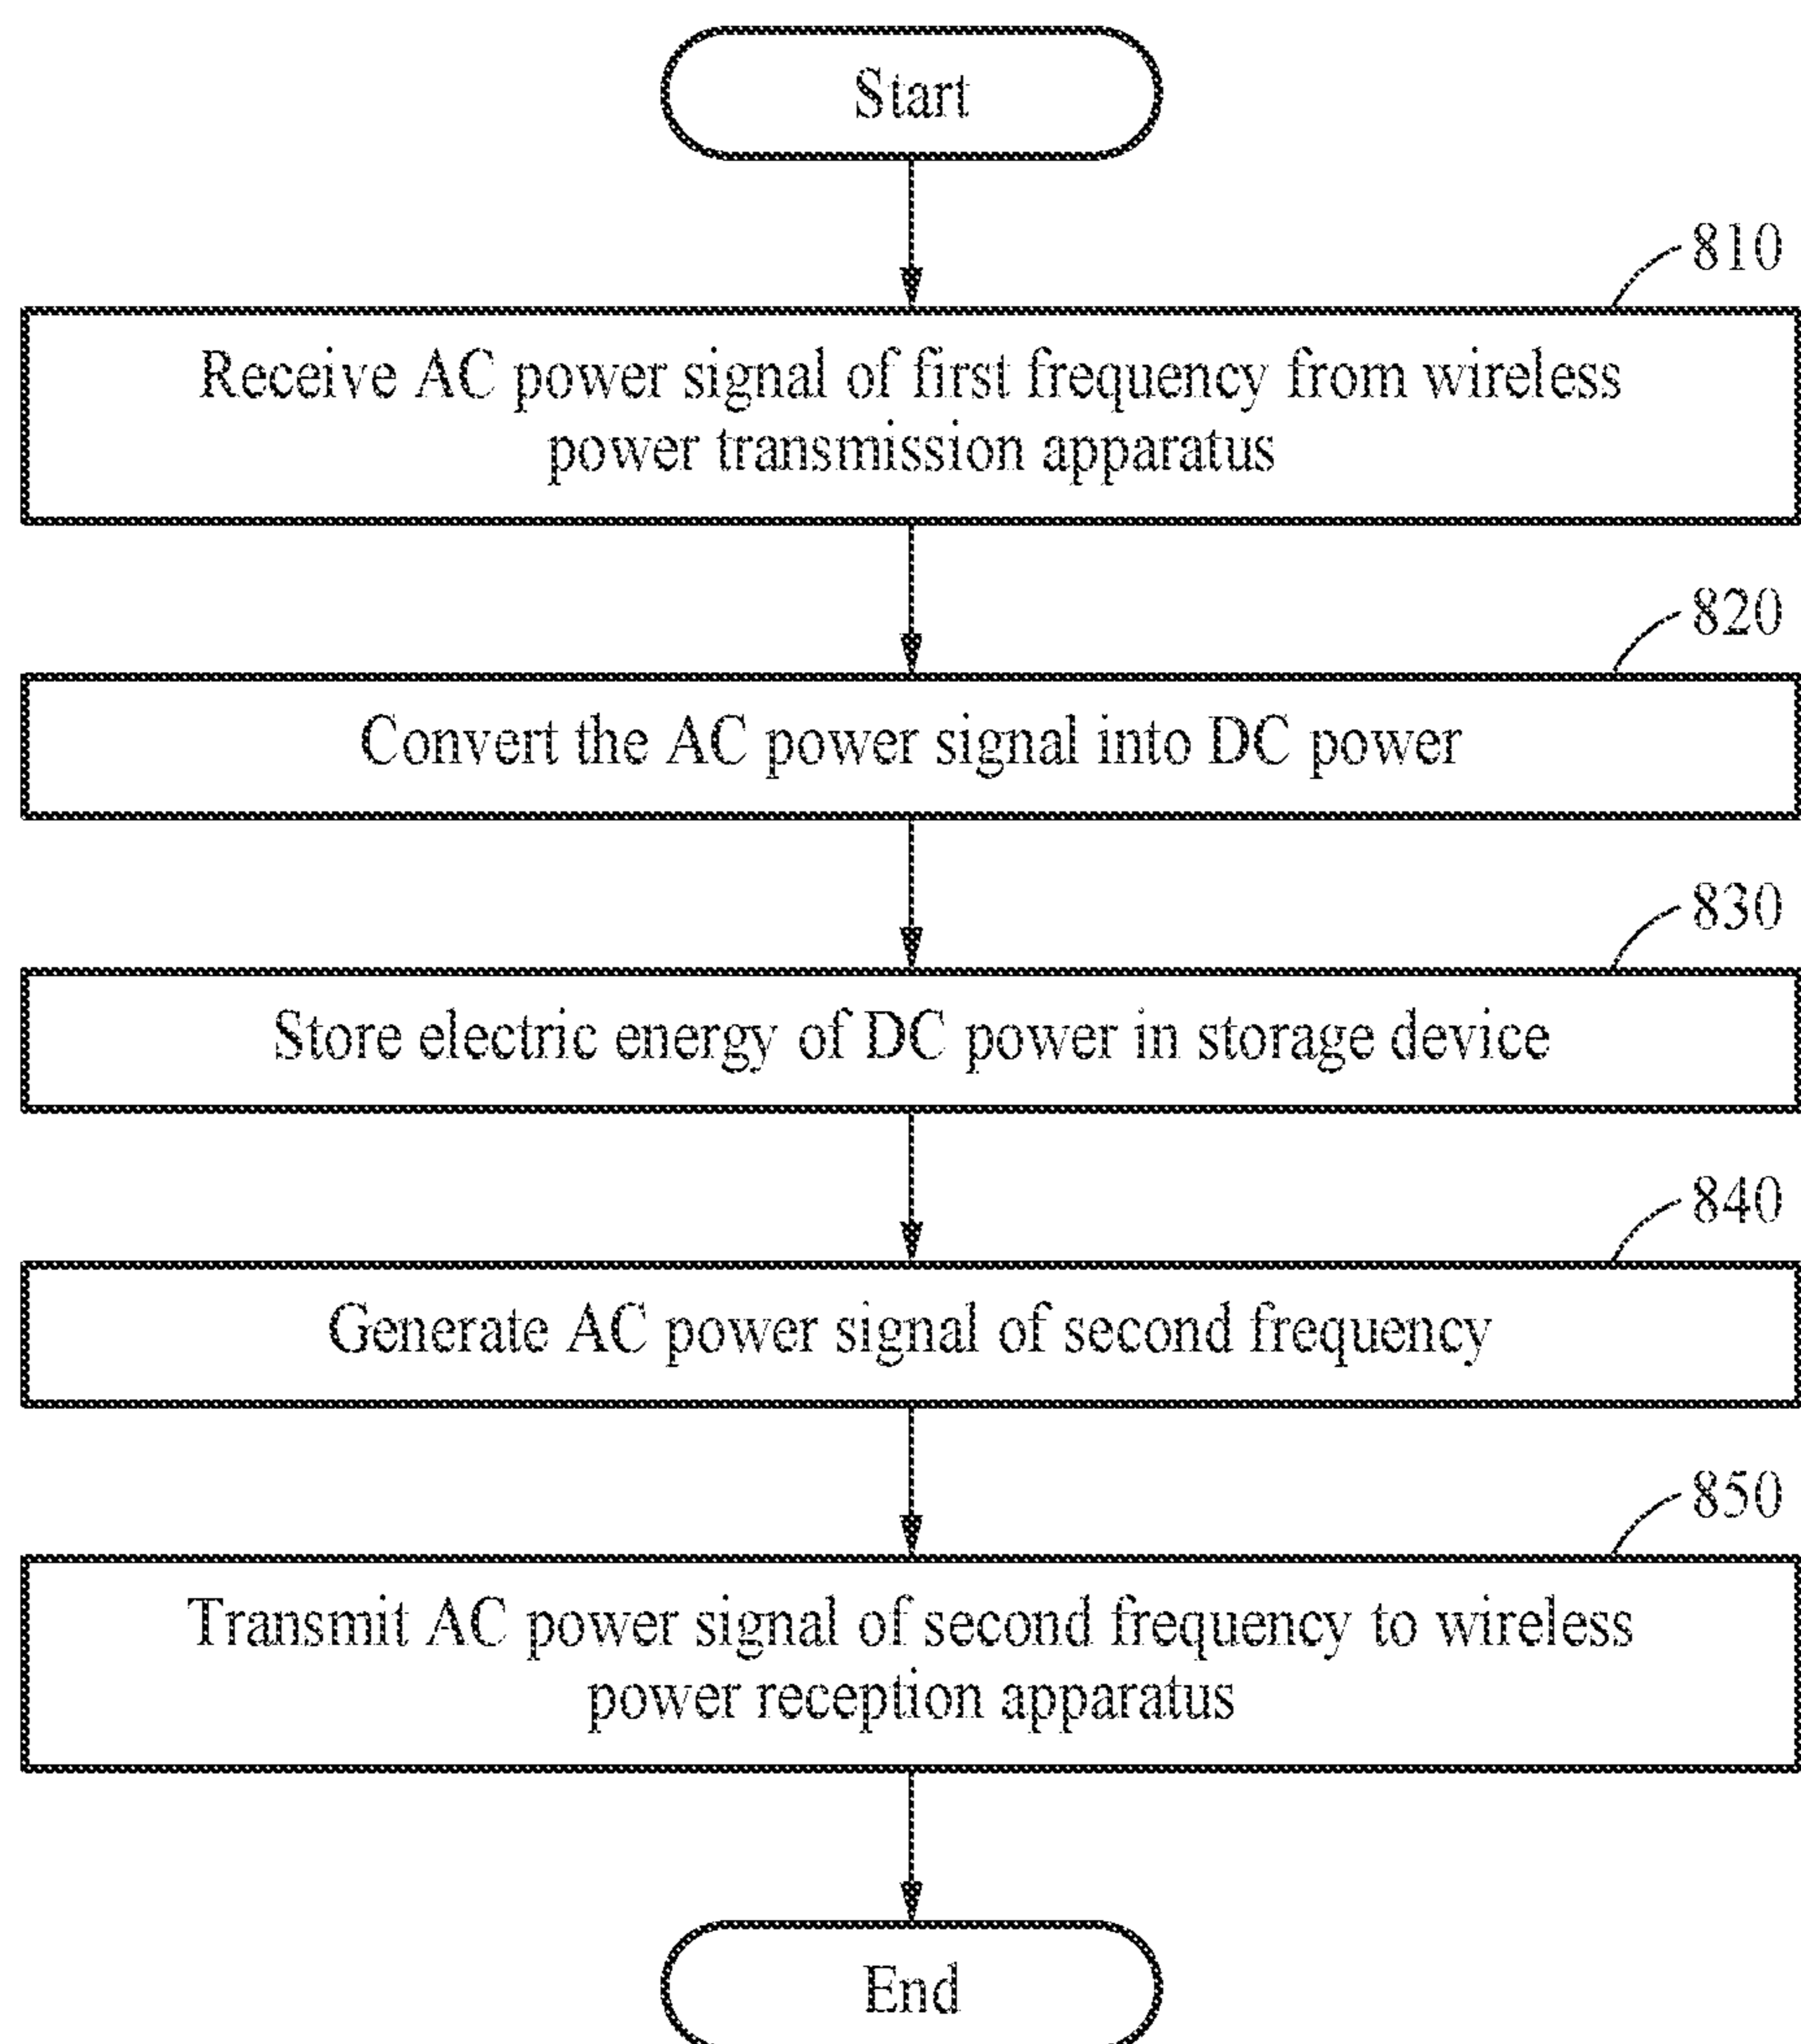 Start
810
Receive AC power signal of first frequency from wireless
power transmission apparatus
820
Convert the AC power signal into DC power
830
Store electric energy of DC power in storage device
840
Generate AC power signal of second frequency
850
Transmit AC power signal of second frequency to wireless
power reception apparatus
End